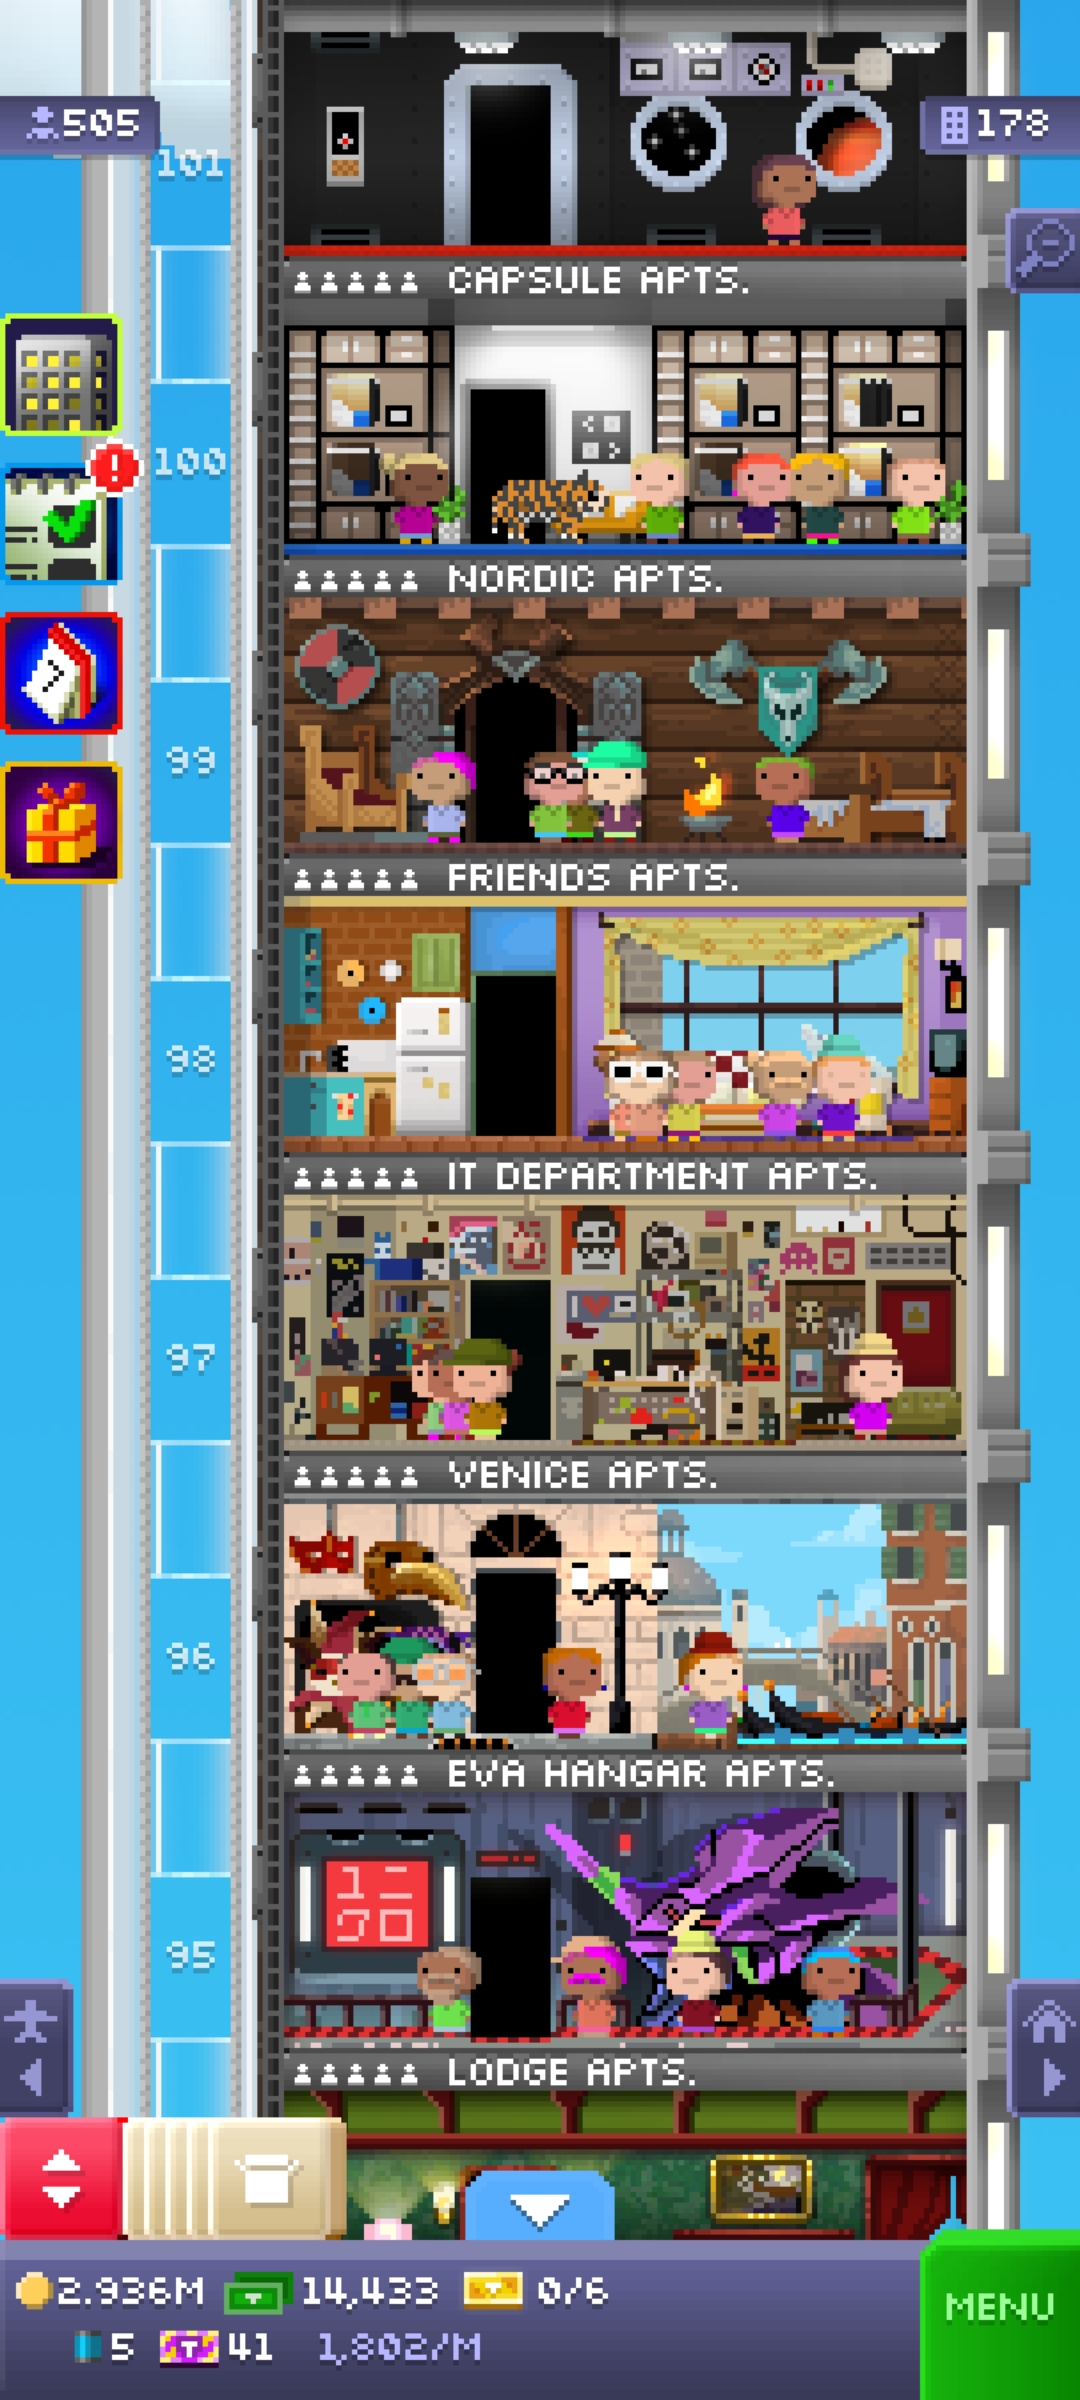 505
178
101
CAPSULE APTS.
100
NORDIC APTS.
99
FRIENDS APTS.
98
IT DEPARTMENT APTS.
97
VENICE APTS.
96
EVA HANGAR APTS.
95
LODGE APTS.
2.936M 14,433 0/6
5 41 1,802/M
MENU